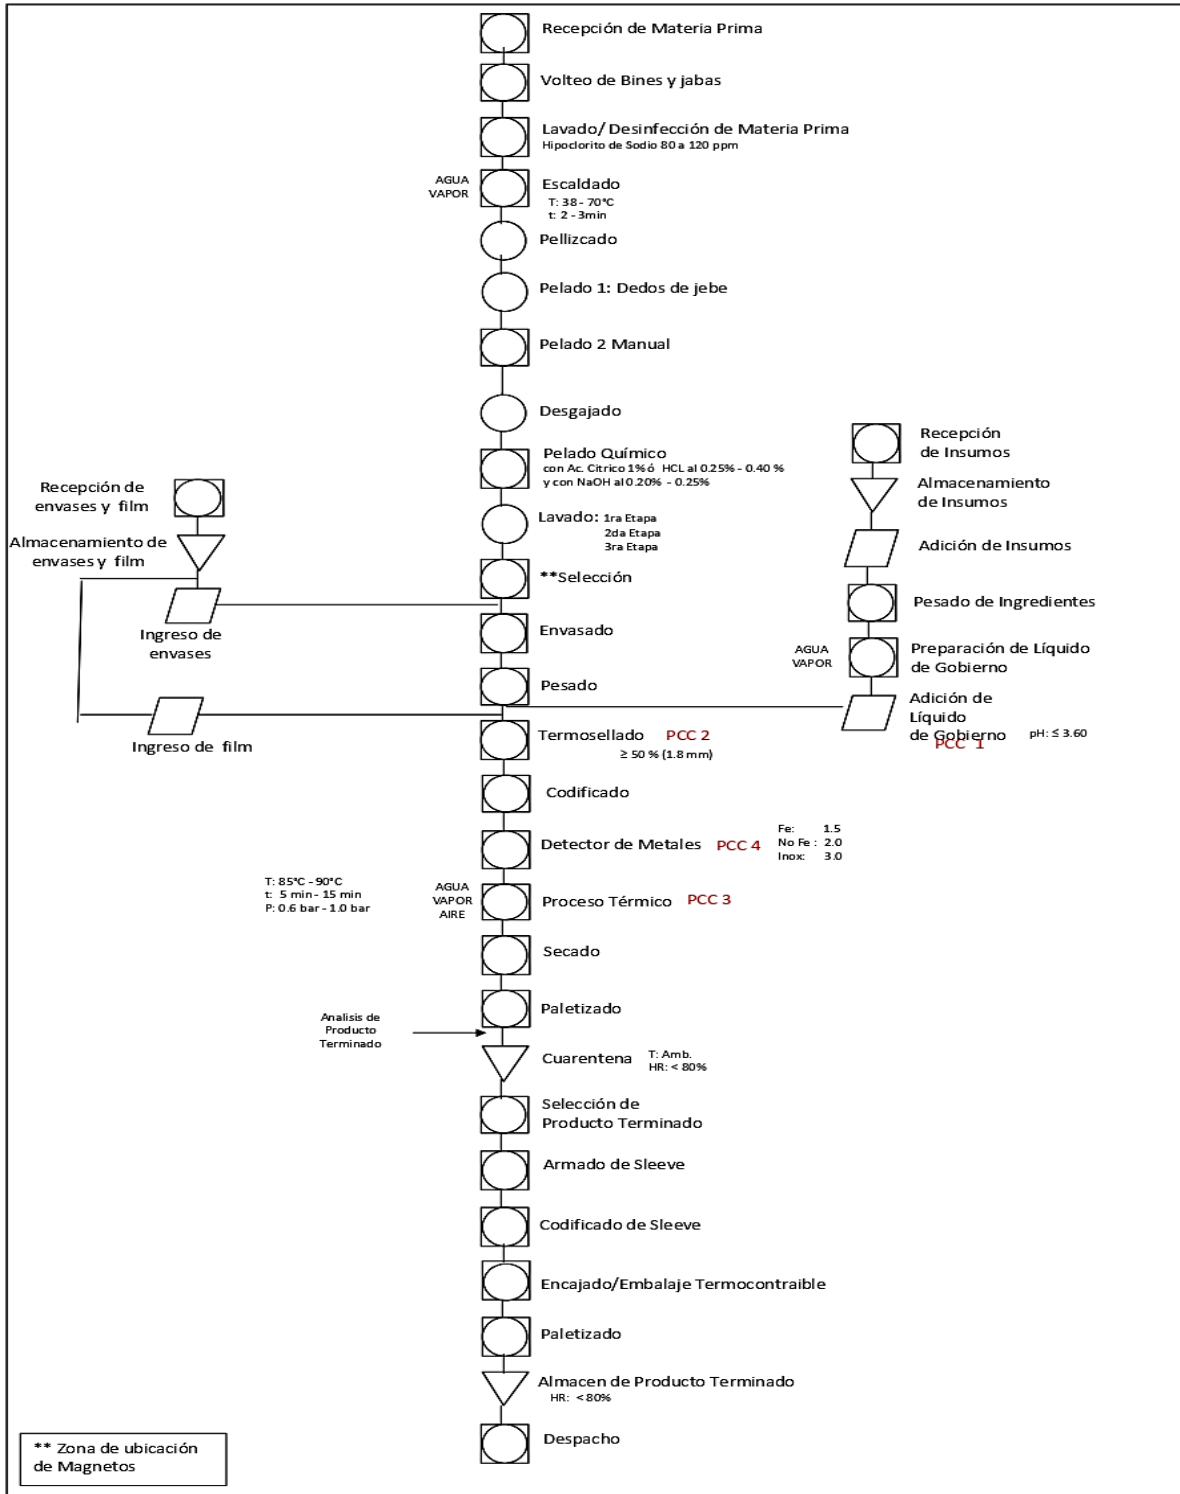 Recepción de Materia Prima
Volteo de Bines y jabas
Lavado/ Desinfección de Materia Prima
Hipoclorito de Sodio 80 a 120 ppm
AGUA
VAPOR
Escaldado
T: 38 - 70°C
t: 2 - 3min
Pellizcado
Pelado 1: Dedos de jebe
Pelado 2 Manual
Desgajado
Pelado Químico
con Ac. Citrico 1% ó HCL al 0.25% - 0.40 %
y con NaOH al 0.20% - 0.25%
Lavado: 1ra Etapa
2da Etapa
3ra Etapa
**Selección
Envasado
Pesado
Recepción de
envases y film
Almacenamiento de
envases y film
Ingreso de
envases
Ingreso de film
Recepción
de Insumos
Almacenamiento
de Insumos
Adición de Insumos
Pesado de Ingredientes
AGUA
VAPOR
Preparación de Líquido
de Gobierno
Adición de
Líquido
de Gobierno
pH: ≤ 3.60
PCC 1
Termosellado PCC 2
≥ 50 % (1.8 mm)
Codificado
Detector de Metales PCC 4
Fe: 1.5
No Fe : 2.0
Inox: 3.0
T: 85°C - 90°C
t: 5 min - 15 min
P: 0.6 bar - 1.0 bar
AGUA
VAPOR
AIRE
Proceso Térmico PCC 3
Secado
Paletizado
Analisis de
Producto
Terminado
Cuarentena
T: Amb.
HR: < 80%
Selección de
Producto Terminado
Armado de Sleeve
Codificado de Sleeve
Encajado/Embalaje Termocontraible
Paletizado
Almacen de Producto Terminado
HR: < 80%
Despacho
** Zona de ubicación
de Magnetos